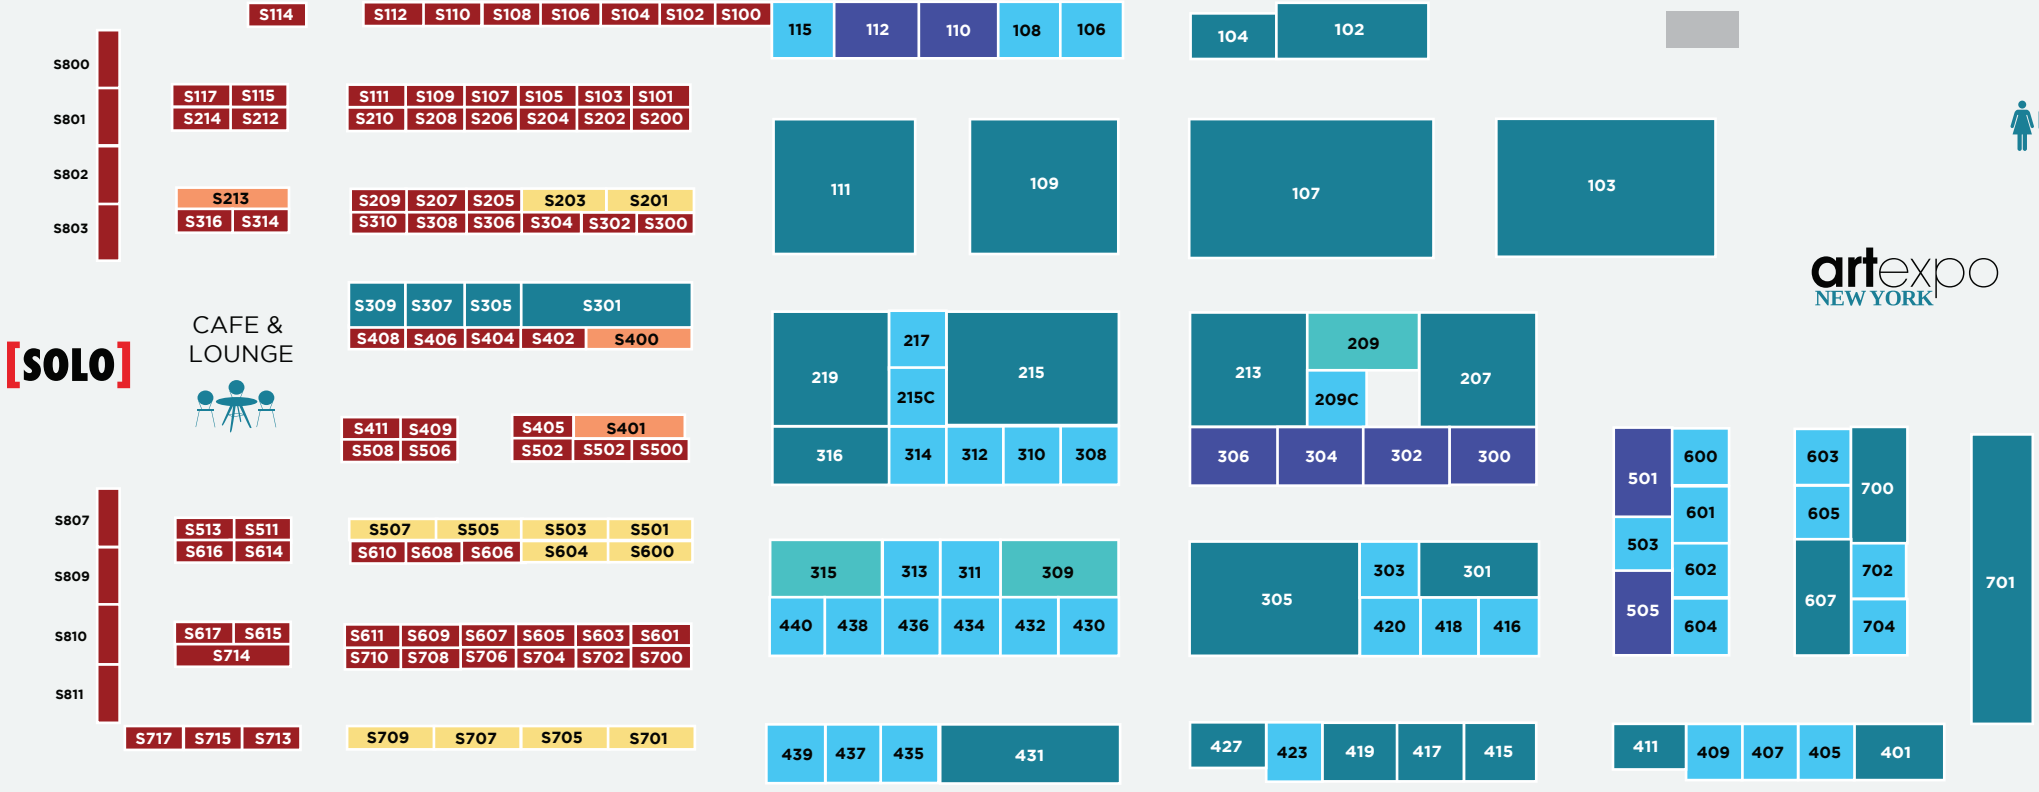 S114 S112 S110 S108 S106 S104 S102 S100 115 112 110 108 106 104 102
S800
S117 S115 S111 S109 S107 S105 S103 S101
S801 S214 S212 S210 S208 S206 S204 S202 S200
S802 111 109 107 103
S213 S209 S207 S205 S203 S201
S803 S316 S314 S310 S308 S306 S304 S302 S300
artexpo
NEW YORK
S309 S307 S305 S301
S408 S406 S404 S402 S400
CAFE &
LOUNGE
[SOLO]
217 209
219 215 213 207
215C 209C
S411 S409 S405 S401
S508 S506 S502 S502 S500
316 314 312 310 308 306 304 302 300
501 600 603 700
601 605
503 602 702
505 604 607 704
701
S807 S513 S511 S507 S505 S503 S501
S616 S614 S610 S608 S606 S604 S600
S809 315 313 311 309 303 301
305
440 438 436 434 432 430 420 418 416
S810 S617 S615 S611 S609 S607 S605 S603 S601
S714 S710 S708 S706 S704 S702 S700
S811
S717 S715 S713 S709 S707 S705 S701
439 437 435 431 427 423 419 417 415 411 409 407 405 401